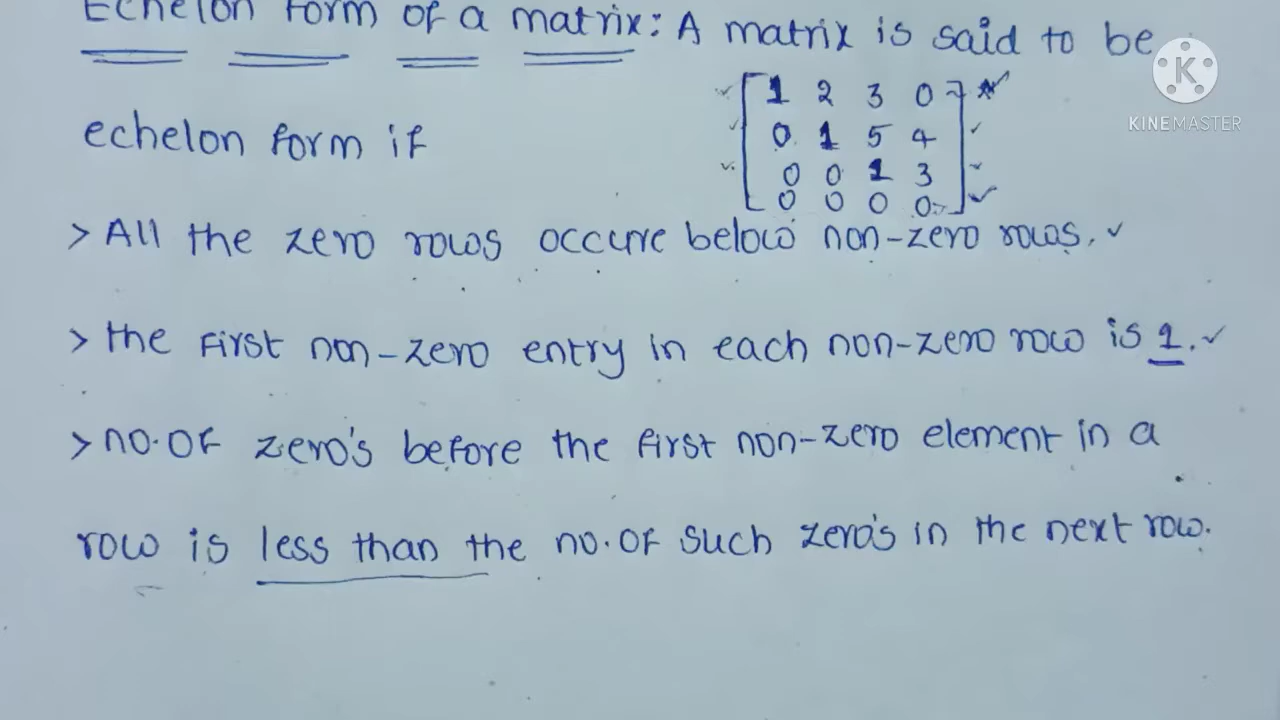 Echelon form of a matrix: A matrix is said to be
K
KINEMASTER
1 2 3 0
echelon form if
0 1 5 4
0 0 1 3
0 0 0 0
> All the zero rows occure below non-zero rows.
> the first non-zero entry in each non-zero row is 1.
> no.of zero's before the first non-zero element in a
row is less than the no.of such zero's in the next row.